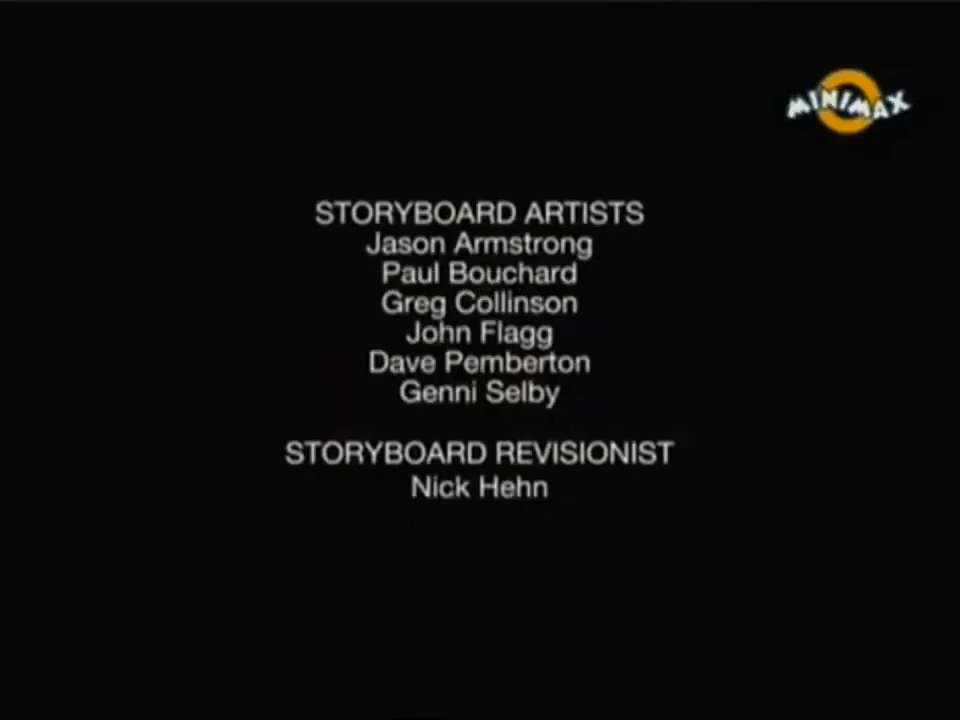 MINIMAX
STORYBOARD ARTISTS
Jason Armstrong
Paul Bouchard
Greg Collinson
John Flagg
Dave Pemberton
Genni Selby
STORYBOARD REVISIONIST
Nick Hehn